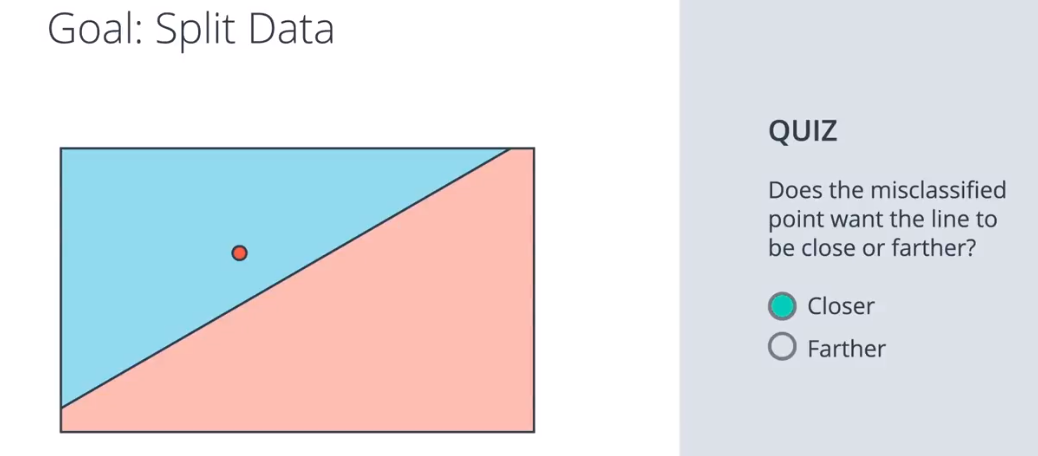 Goal: Split Data
QUIZ
Does the misclassified
point want the line to
be close or farther?
Closer
Farther